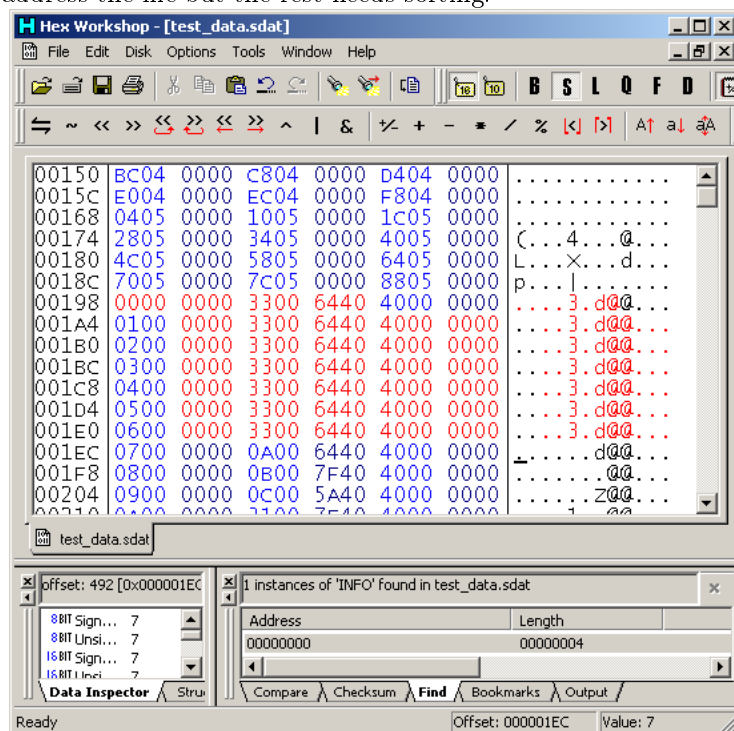 Hex Workshop - [test_data.sdat]
File Edit Disk Options Tools Window Help
16 10 B S L Q F D
~ << >> << >> << >> ^ | & +/- + - * / % A↑ a↓
00150 BC04 0000 C804 0000 D404 0000 ............
0015C E004 0000 EC04 0000 F804 0000 ............
00168 0405 0000 1005 0000 1C05 0000 ............
00174 2805 0000 3405 0000 4005 0000 (...4...@...
00180 4C05 0000 5805 0000 6405 0000 L...X...d...
0018C 7005 0000 7C05 0000 8805 0000 p...|.......
00198 0000 0000 3300 6440 4000 0000 ....3.d@@...
001A4 0100 0000 3300 6440 4000 0000 ....3.d@@...
001B0 0200 0000 3300 6440 4000 0000 ....3.d@@...
001BC 0300 0000 3300 6440 4000 0000 ....3.d@@...
001C8 0400 0000 3300 6440 4000 0000 ....3.d@@...
001D4 0500 0000 3300 6440 4000 0000 ....3.d@@...
001E0 0600 0000 3300 6440 4000 0000 ....3.d@@...
001EC 0700 0000 0A00 6440 4000 0000 ......d@@...
001F8 0800 0000 0B00 7F40 4000 0000 .......@@...
00204 0900 0000 0C00 5A40 4000 0000 ......Z@@...
test_data.sdat
offset: 492 [0x000001EC
8BIT Sign... 7
8BIT Unsi... 7
16BIT Sign... 7
16BIT Unsi... 7
Data Inspector Stru
1 instances of 'INFO' found in test_data.sdat
Address Length
00000000 00000004
Compare Checksum Find Bookmarks Output
Ready Offset: 000001EC Value: 7